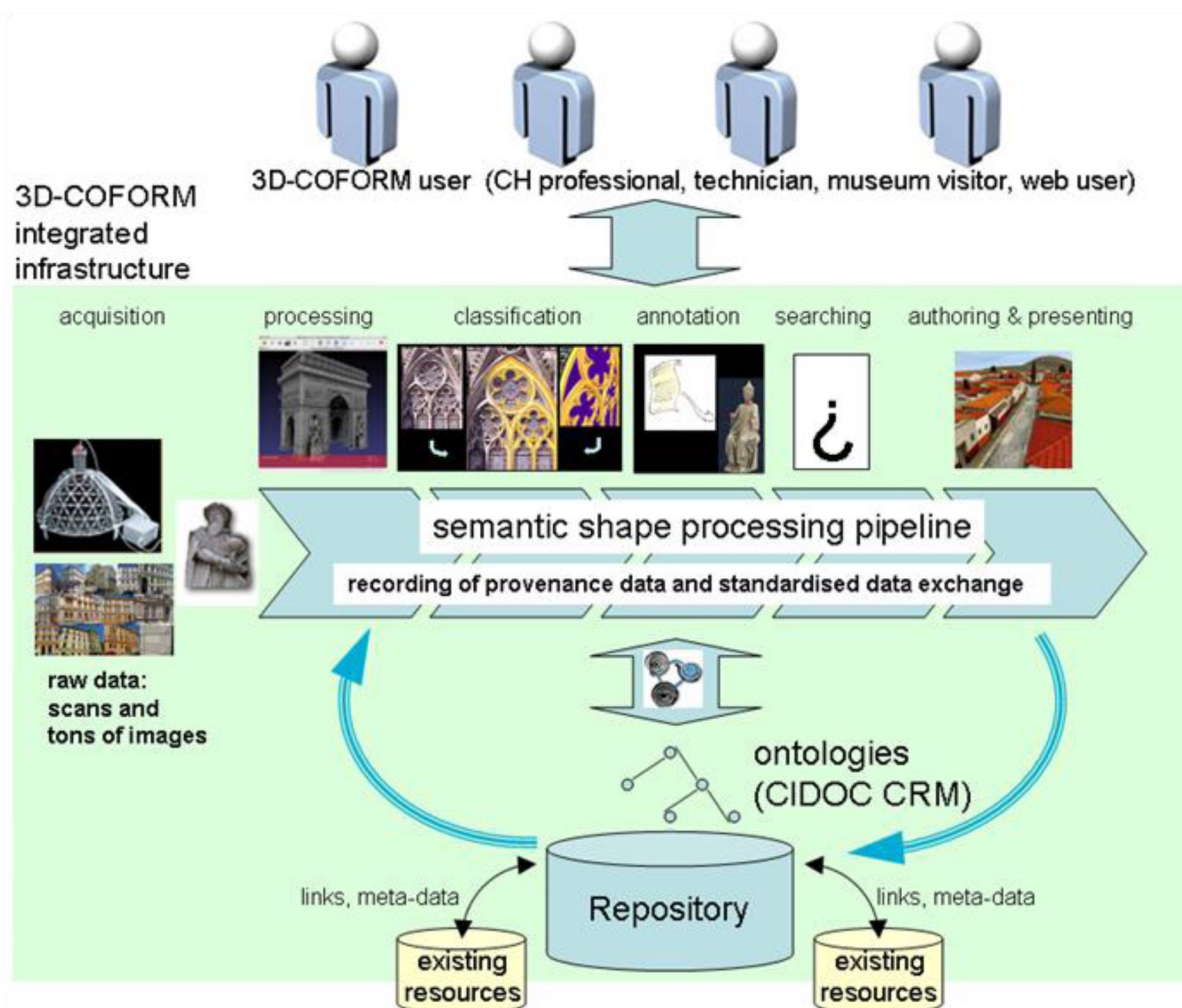 3D-COFORM user (CH professional, technician, museum visitor, web user)
3D-COFORM
integrated
infrastructure
acquisition
processing
classification
annotation
searching
authoring & presenting
semantic shape processing pipeline
recording of provenance data and standardised data exchange
raw data:
scans and
tons of images
ontologies
(CIDOC CRM)
links, meta-data
Repository
links, meta-data
existing
resources
existing
resources